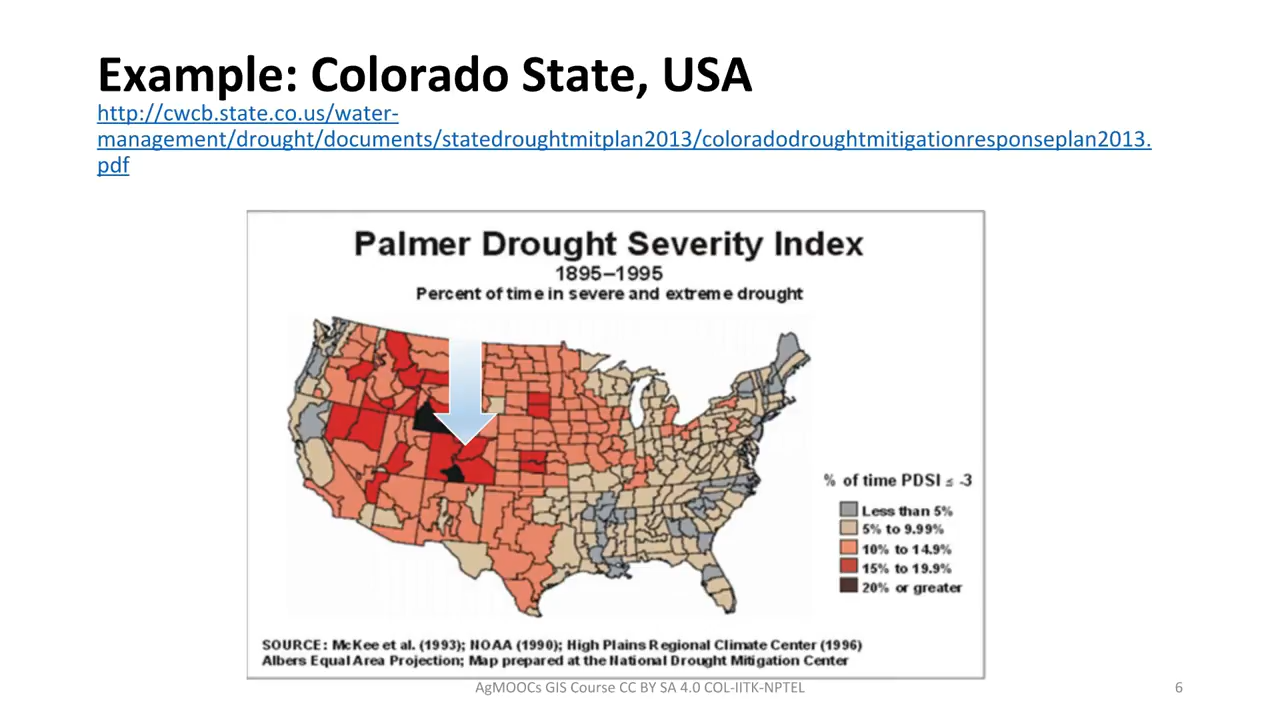 Example: Colorado State, USA
http://cwcb.state.co.us/water-
management/drought/documents/statedroughtmitplan2013/coloradodroughtmitigationresponseplan2013.
pdf
Palmer Drought Severity Index
1895–1995
Percent of time in severe and extreme drought
% of time PDSI ≤ -3
Less than 5%
5% to 9.99%
10% to 14.9%
15% to 19.9%
20% or greater
SOURCE: McKee et al. (1993); NOAA (1990); High Plains Regional Climate Center (1996)
Albers Equal Area Projection; Map prepared at the National Drought Mitigation Center
AgMOOCs GIS Course CC BY SA 4.0 COL-IITK-NPTEL
6